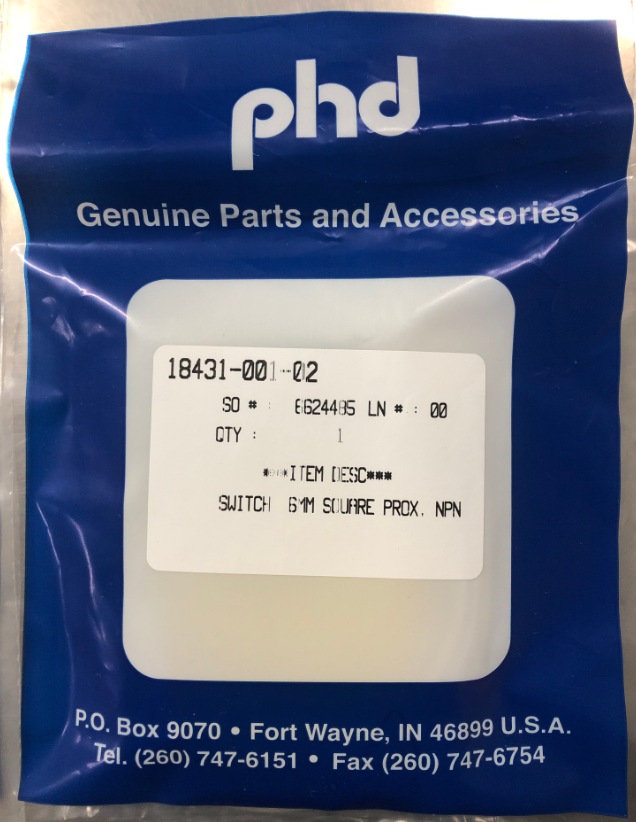 phd
Genuine Parts and Accessories
18431-001-02
SO # : 6624485 LN # : 00
QTY : 1
***ITEM DESC***
SWITCH 6MM SQUARE PROX, NPN
P.O. Box 9070 • Fort Wayne, IN 46899 U.S.A.
Tel. (260) 747-6151 • Fax (260) 747-6754